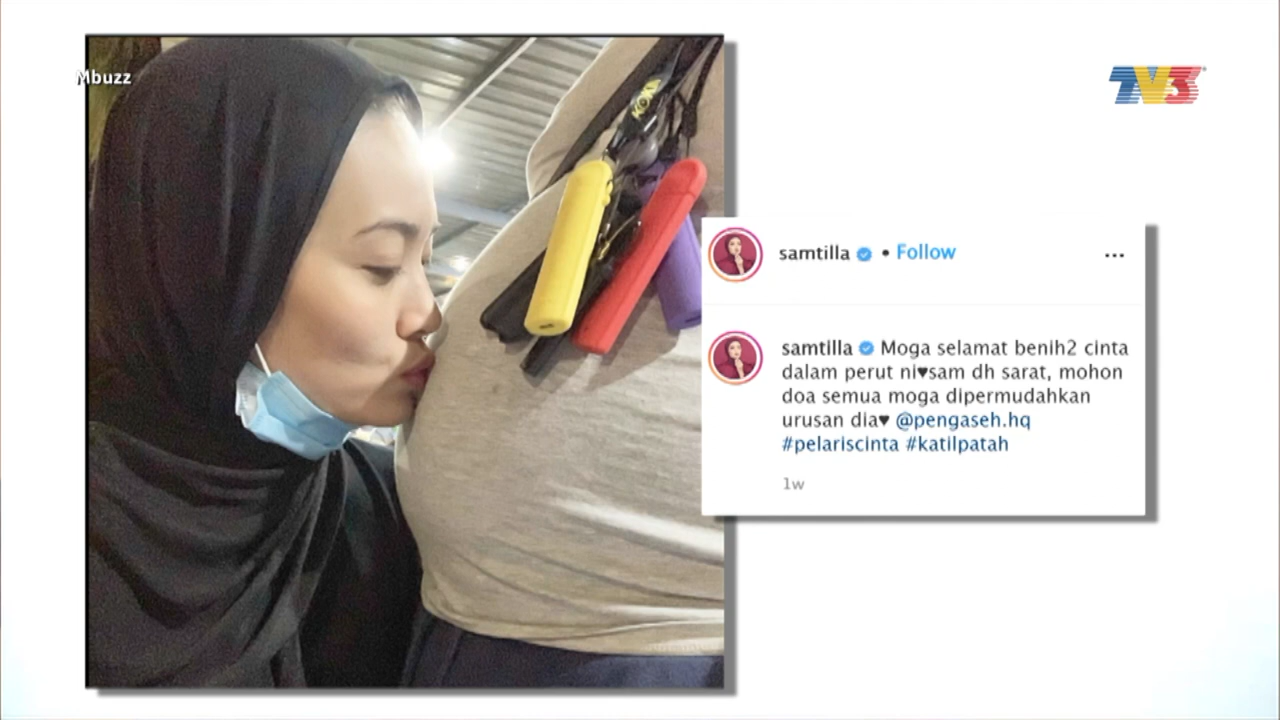 Mbuzz
TV3
KOKO
samtilla • Follow
samtilla Moga selamat benih2 cinta
dalam perut ni♥sam dh sarat, mohon
doa semua moga dipermudahkan
urusan dia♥ @pengaseh.hq
#pelariscinta #katilpatah
1w